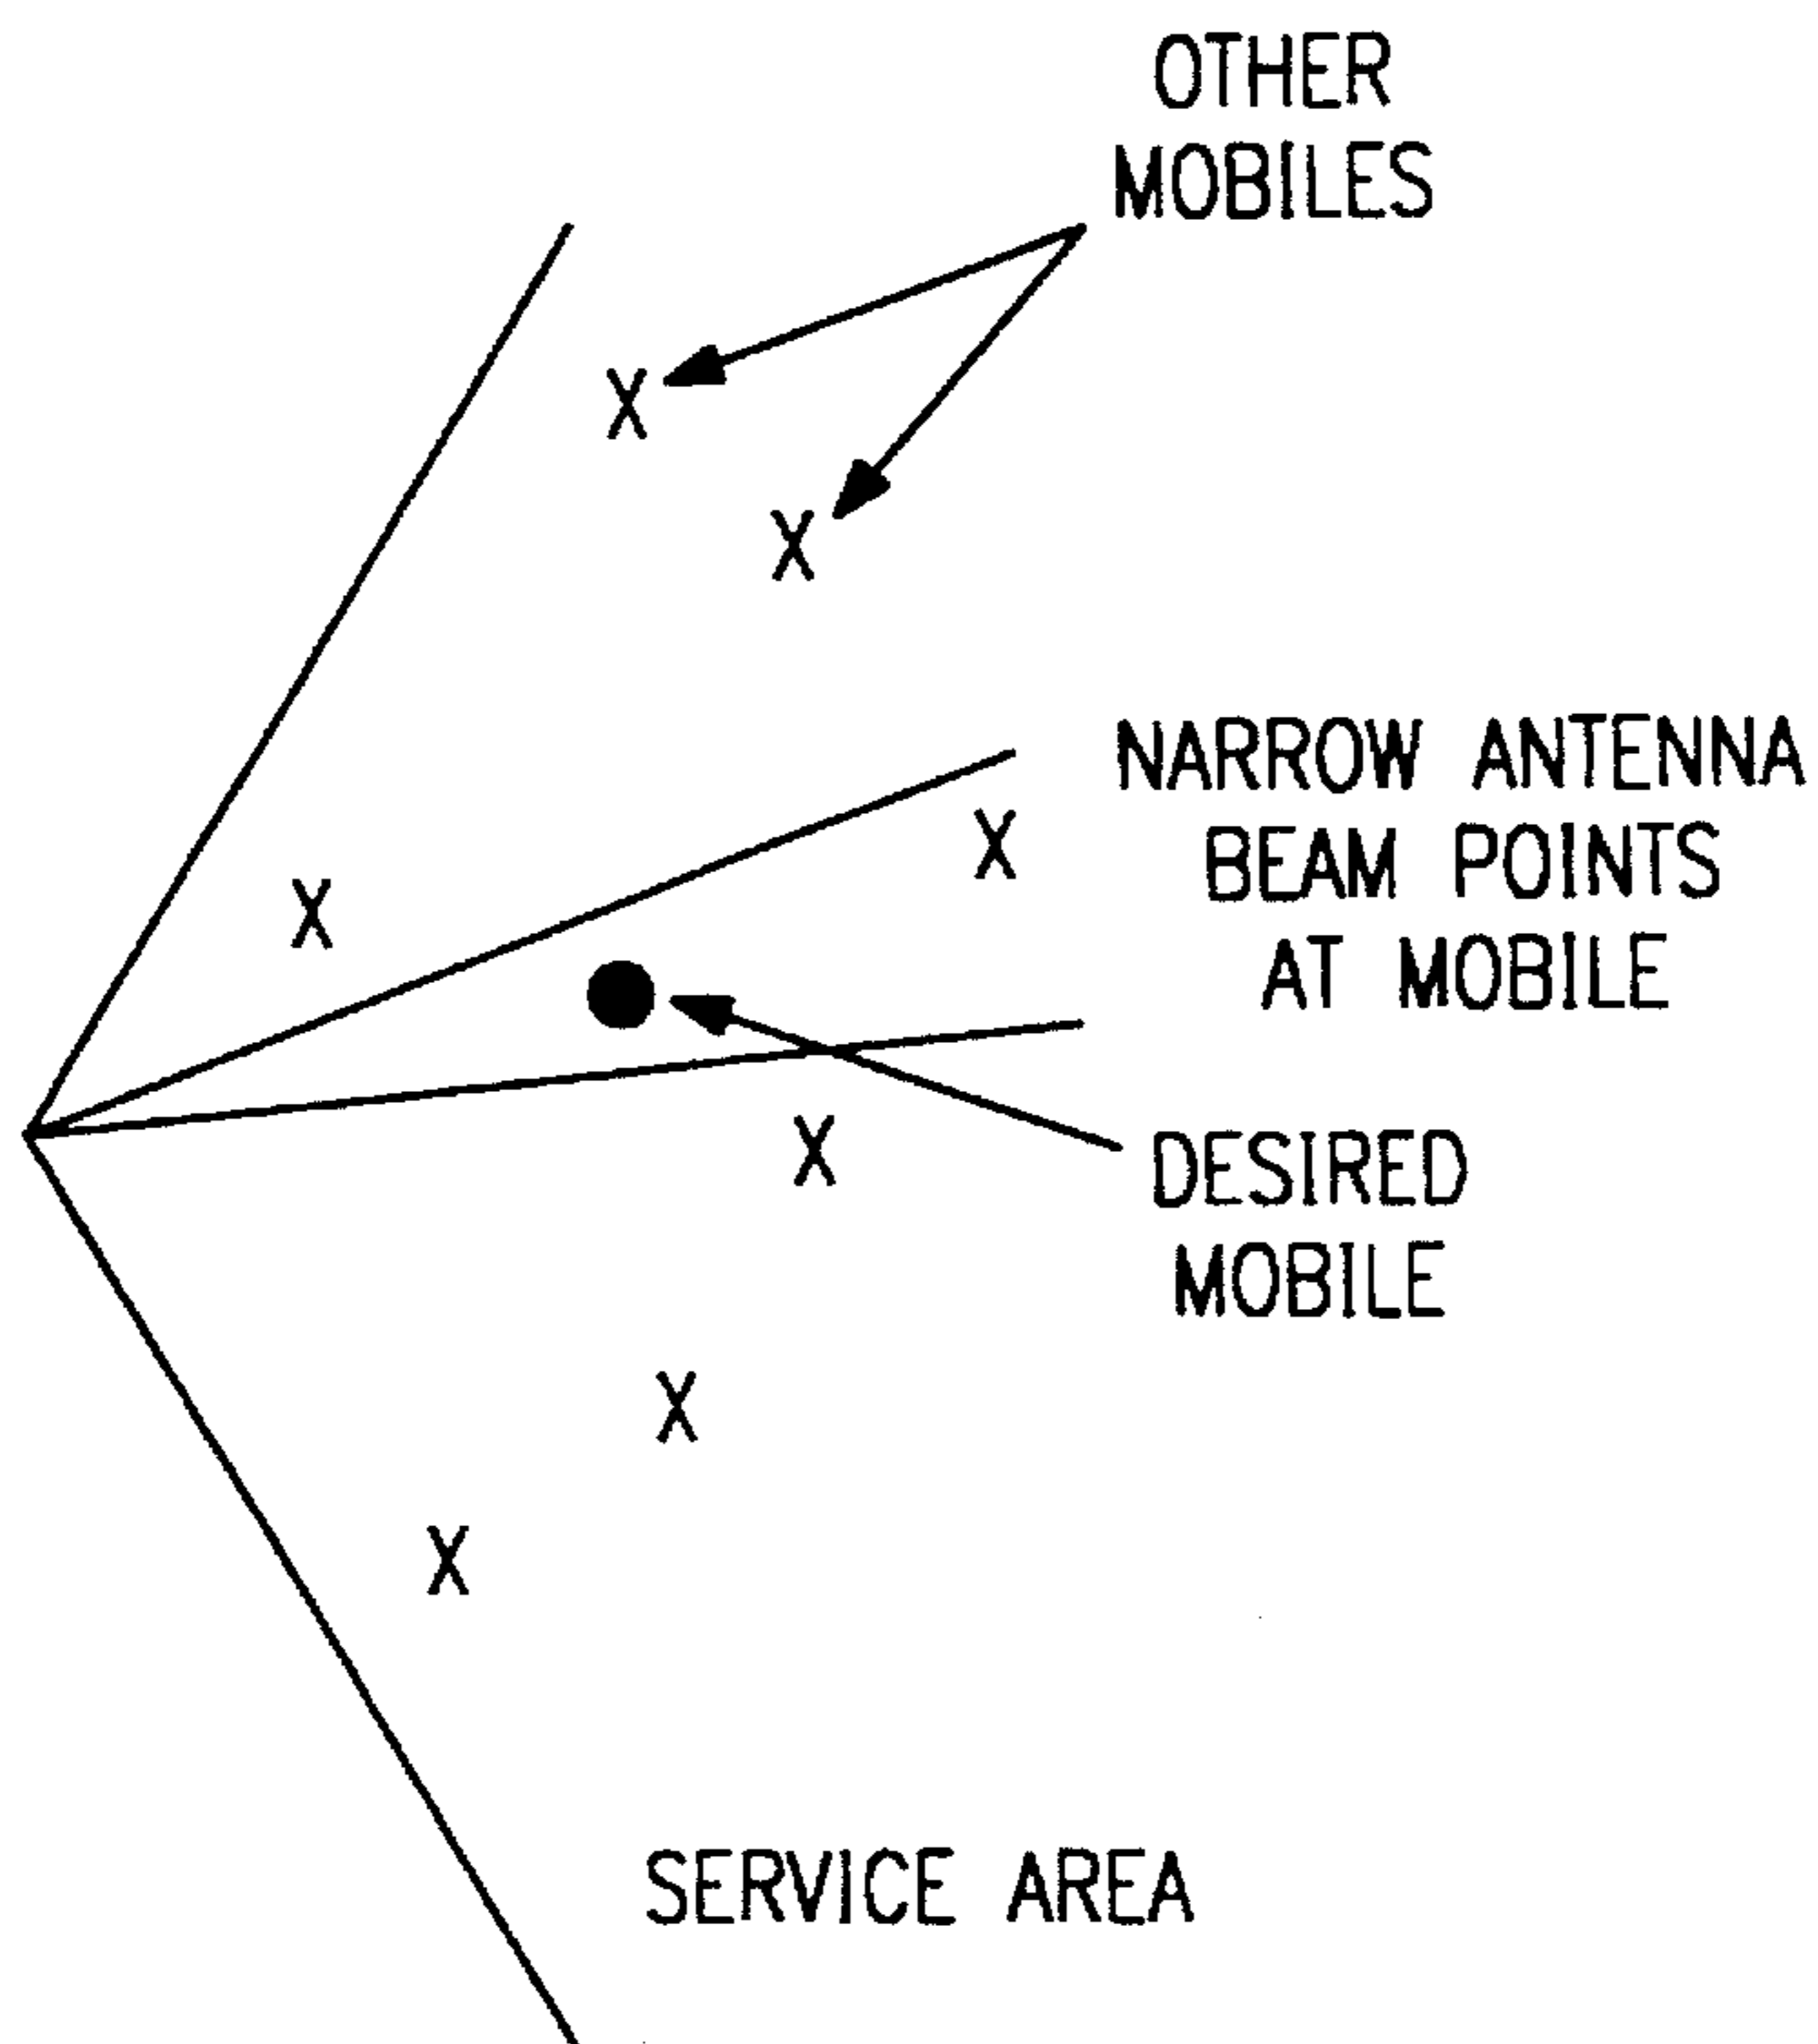 OTHER
MOBILES
X
X
NARROW ANTENNA
BEAM POINTS
AT MOBILE
X
X
X
DESIRED
MOBILE
X
X
SERVICE AREA